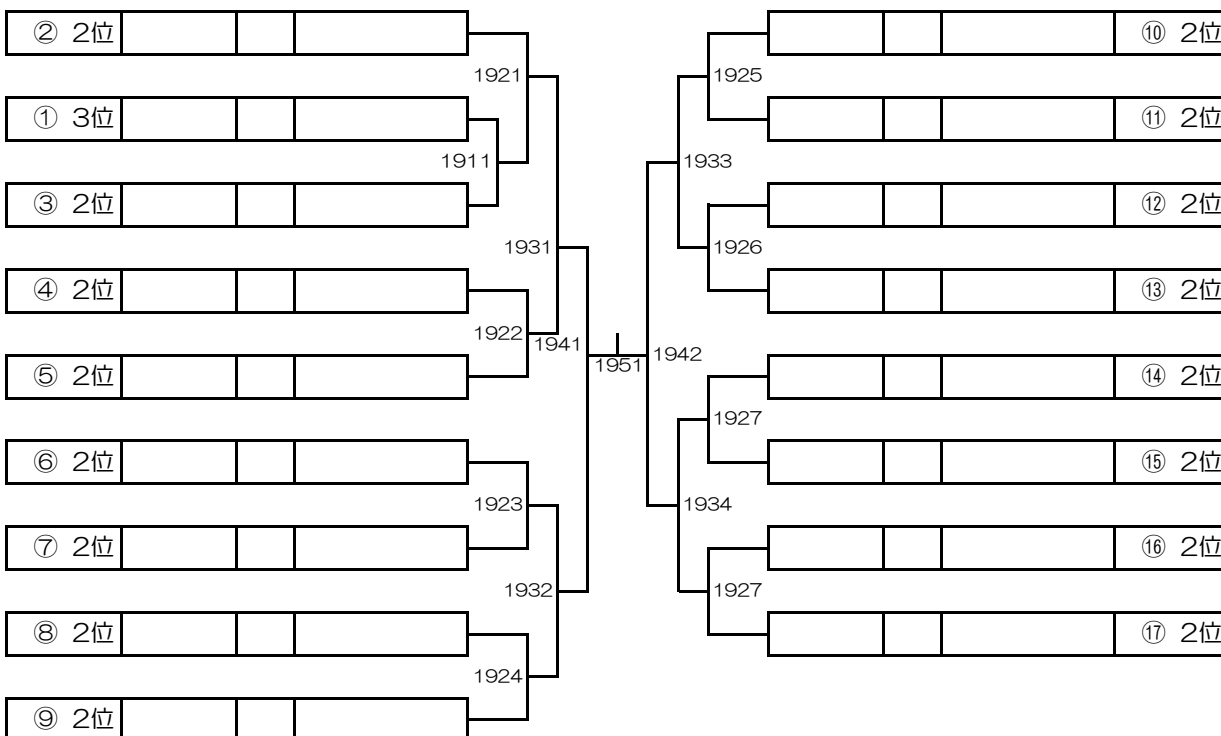 ② 2位
1921
① 3位
1911
③ 2位
1931
④ 2位
1922
1941
⑤ 2位
⑥ 2位
1923
⑦ 2位
1932
⑧ 2位
1924
⑨ 2位
1951
⑩ 2位
1925
⑪ 2位
1933
⑫ 2位
1926
⑬ 2位
1942
⑭ 2位
1927
⑮ 2位
1934
⑯ 2位
1927
⑰ 2位